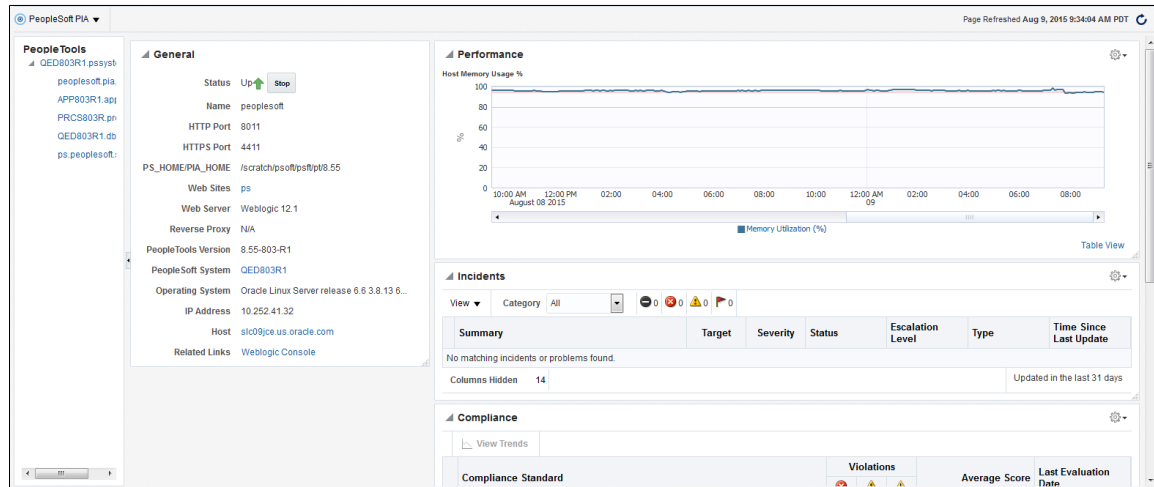 PeopleSoft PIA
Page Refreshed Aug 9, 2015 9:34:04 AM PDT
PeopleTools
QED803R1.pssyst
peoplesoft.pia.
APP803R1.app
PRCS803R.pr
QED803R1.db
ps.peoplesoft.
General
Status Up Stop
Name peoplesoft
HTTP Port 8011
HTTPS Port 4411
PS_HOME/PIA_HOME /scratch/psoft/psft/pt/8.55
Web Sites ps
Web Server Weblogic 12.1
Reverse Proxy N/A
PeopleTools Version 8.55-803-R1
PeopleSoft System QED803R1
Operating System Oracle Linux Server release 6.6 3.8.13 6...
IP Address 10.252.41.32
Host slc09jce.us.oracle.com
Related Links Weblogic Console
Performance
Host Memory Usage %
100
80
60
40
20
0
%
10:00 AM 12:00 PM 02:00 04:00 06:00 08:00 10:00 12:00 AM 02:00 04:00 06:00 08:00
August 08 2015 09
Memory Utilization (%)
Table View
Incidents
View Category All 0 0 0 0
Summary Target Severity Status Escalation Level Type Time Since Last Update
No matching incidents or problems found.
Columns Hidden 14 Updated in the last 31 days
Compliance
View Trends
Compliance Standard Violations Average Score Last Evaluation Date